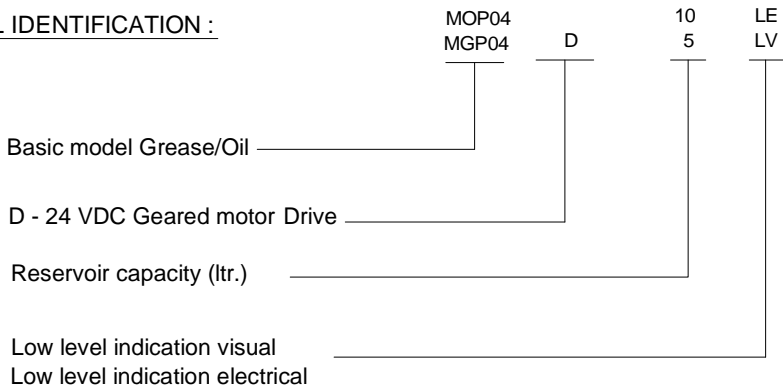 L IDENTIFICATION :
MOP04 10 LE
MGP04 D 5 LV
Basic model Grease/Oil
D - 24 VDC Geared motor Drive
Reservoir capacity (ltr.)
Low level indication visual
Low level indication electrical